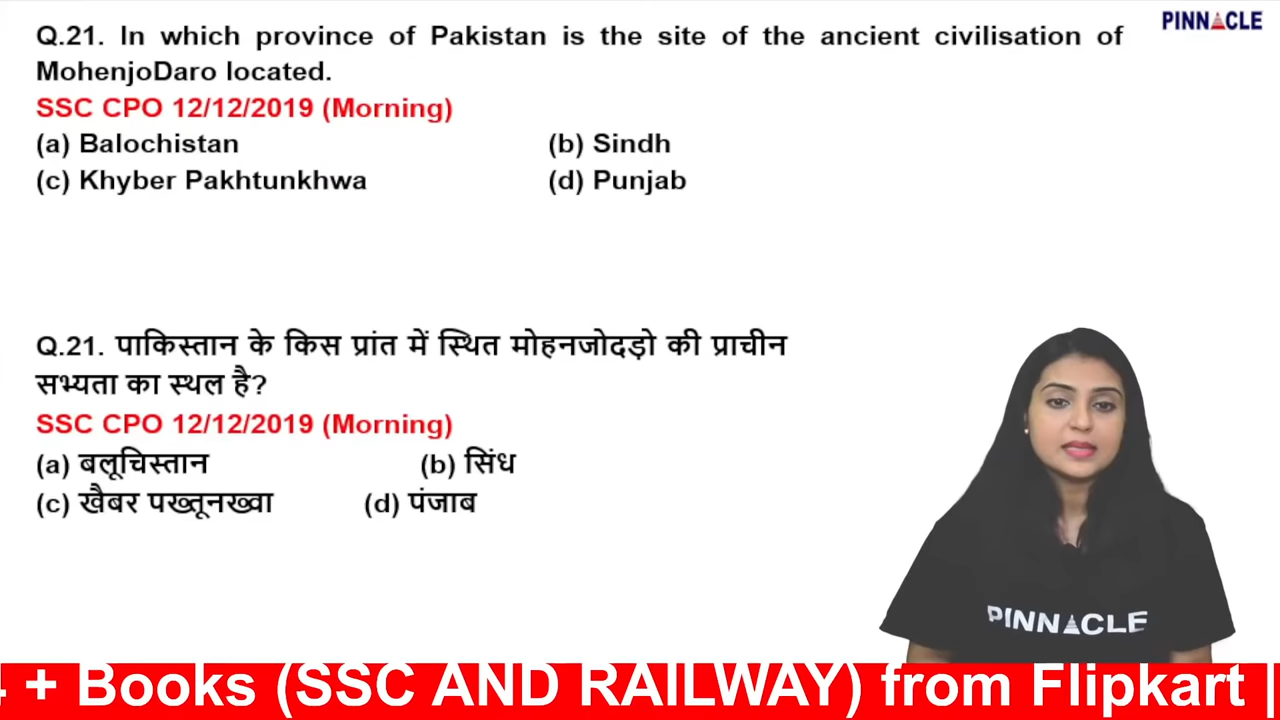 PINNACLE
Q.21. In which province of Pakistan is the site of the ancient civilisation of
MohenjoDaro located.
SSC CPO 12/12/2019 (Morning)
(a) Balochistan (b) Sindh
(c) Khyber Pakhtunkhwa (d) Punjab
Q.21. पाकिस्तान के किस प्रांत में स्थित मोहनजोदड़ो की प्राचीन
सभ्यता का स्थल है?
SSC CPO 12/12/2019 (Morning)
(a) बलूचिस्तान (b) सिंध
(c) खैबर पख्तूनख्वा (d) पंजाब
PINNACLE
+ Books (SSC AND RAILWAY) from Flipkart |